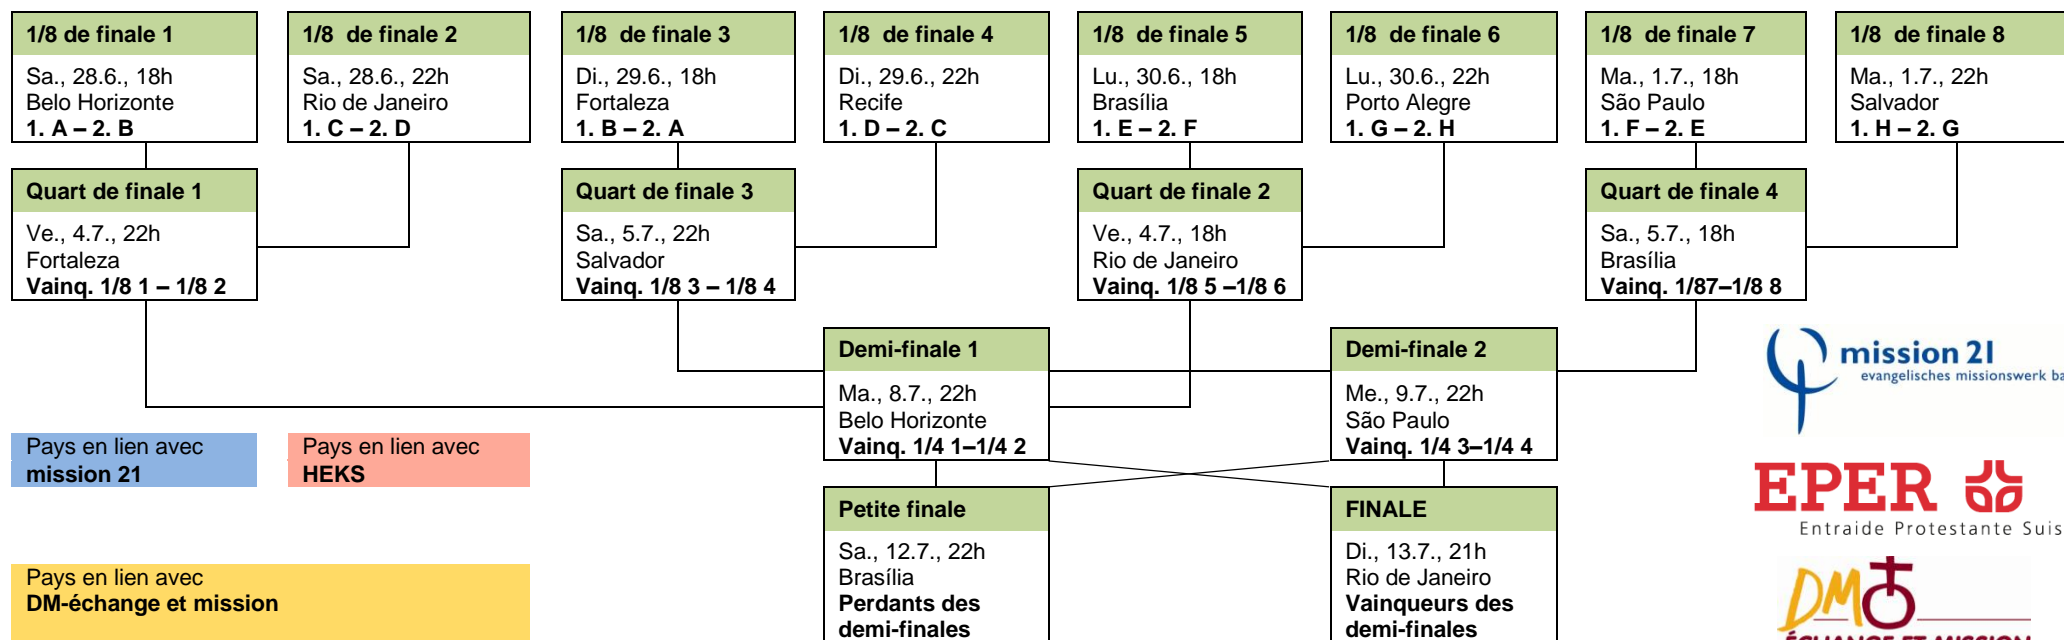 1/8 de finale 1
Sa., 28.6., 18h
Belo Horizonte
1. A – 2. B
1/8 de finale 2
Sa., 28.6., 22h
Rio de Janeiro
1. C – 2. D
1/8 de finale 3
Di., 29.6., 18h
Fortaleza
1. B – 2. A
1/8 de finale 4
Di., 29.6., 22h
Recife
1. D – 2. C
1/8 de finale 5
Lu., 30.6., 18h
Brasília
1. E – 2. F
1/8 de finale 6
Lu., 30.6., 22h
Porto Alegre
1. G – 2. H
1/8 de finale 7
Ma., 1.7., 18h
São Paulo
1. F – 2. E
1/8 de finale 8
Ma., 1.7., 22h
Salvador
1. H – 2. G
Quart de finale 1
Ve., 4.7., 22h
Fortaleza
Vainq. 1/8 1 – 1/8 2
Quart de finale 3
Sa., 5.7., 22h
Salvador
Vainq. 1/8 3 – 1/8 4
Quart de finale 2
Ve., 4.7., 18h
Rio de Janeiro
Vainq. 1/8 5 –1/8 6
Quart de finale 4
Sa., 5.7., 18h
Brasília
Vainq. 1/87–1/8 8
Demi-finale 1
Ma., 8.7., 22h
Belo Horizonte
Vainq. 1/4 1–1/4 2
Demi-finale 2
Me., 9.7., 22h
São Paulo
Vainq. 1/4 3–1/4 4
mission 21
evangelisches missionswerk ba
Pays en lien avec
mission 21
Pays en lien avec
HEKS
EPER
Entraide Protestante Suis
Petite finale
Sa., 12.7., 22h
Brasília
Perdants des
demi-finales
FINALE
Di., 13.7., 21h
Rio de Janeiro
Vainqueurs des
demi-finales
Pays en lien avec
DM-échange et mission
DM
ÉCHANGE ET MISSION